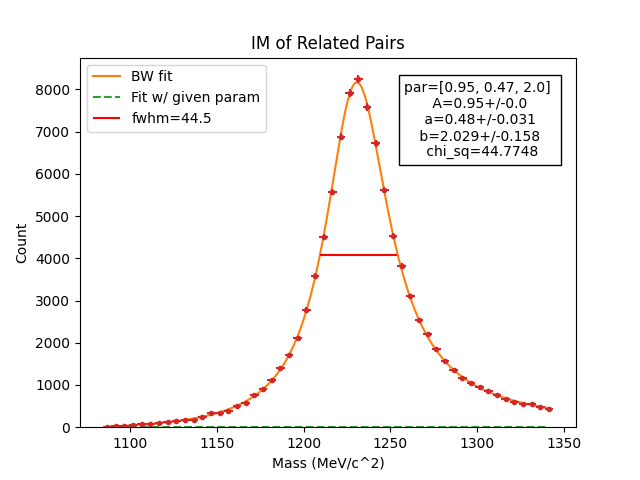 IM of Related Pairs
BW fit
Fit w/ given param
fwhm=44.5
par=[0.95, 0.47, 2.0]
A=0.95+/-0.0
a=0.48+/-0.031
b=2.029+/-0.158
chi_sq=44.7748
Count
8000
7000
6000
5000
4000
3000
2000
1000
0
1100 1150 1200 1250 1300 1350
Mass (MeV/c^2)